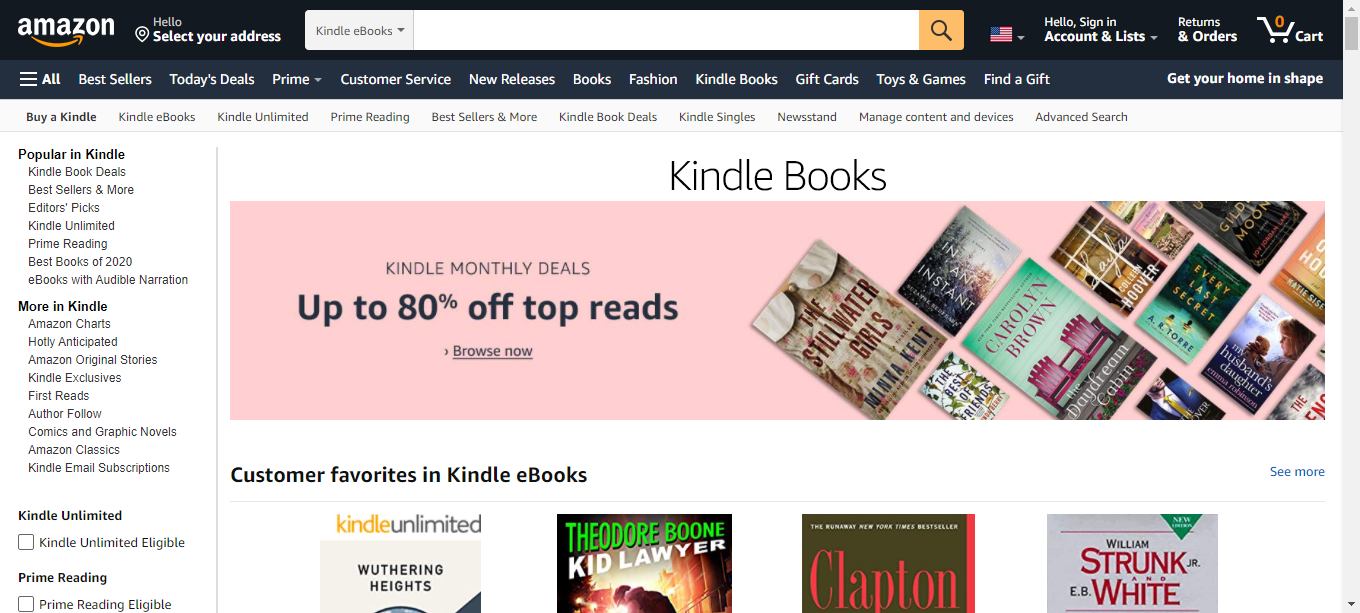 amazon
Hello
Select your address
Kindle eBooks
Hello, Sign in
Account & Lists
Returns
& Orders
0
Cart
All
Best Sellers
Today's Deals
Prime
Customer Service
New Releases
Books
Fashion
Kindle Books
Gift Cards
Toys & Games
Find a Gift
Get your home in shape
Buy a Kindle
Kindle eBooks
Kindle Unlimited
Prime Reading
Best Sellers & More
Kindle Book Deals
Kindle Singles
Newsstand
Manage content and devices
Advanced Search
Popular in Kindle
Kindle Book Deals
Best Sellers & More
Editors' Picks
Kindle Unlimited
Prime Reading
Best Books of 2020
eBooks with Audible Narration
More in Kindle
Amazon Charts
Hotly Anticipated
Amazon Original Stories
Kindle Exclusives
First Reads
Author Follow
Comics and Graphic Novels
Amazon Classics
Kindle Email Subscriptions
Kindle Unlimited
Kindle Unlimited Eligible
Prime Reading
Prime Reading Eligible
Kindle Books
KINDLE MONTHLY DEALS
Up to 80% off top reads
› Browse now
THE
STILLWATER
GIRLS
MINKA KENT
IN AN
INSTANT
THE BEST
OF
FRIENDS
CAROLYN
BROWN
the
Daydream
Cabin
Layla
COLLEEN
HOOVER
EVERY
LAST
SECRET
A. R. TORRE
my
husband's
daughter
emma robinson
MOON
Customer favorites in Kindle eBooks
See more
kindleunlimited
WUTHERING
HEIGHTS
THEODORE BOONE
KID LAWYER
THE RUNAWAY NEW YORK TIMES BESTSELLER
Clapton
NEW
EDITION
WILLIAM
STRUNK JR.
AND
E.B. WHITE